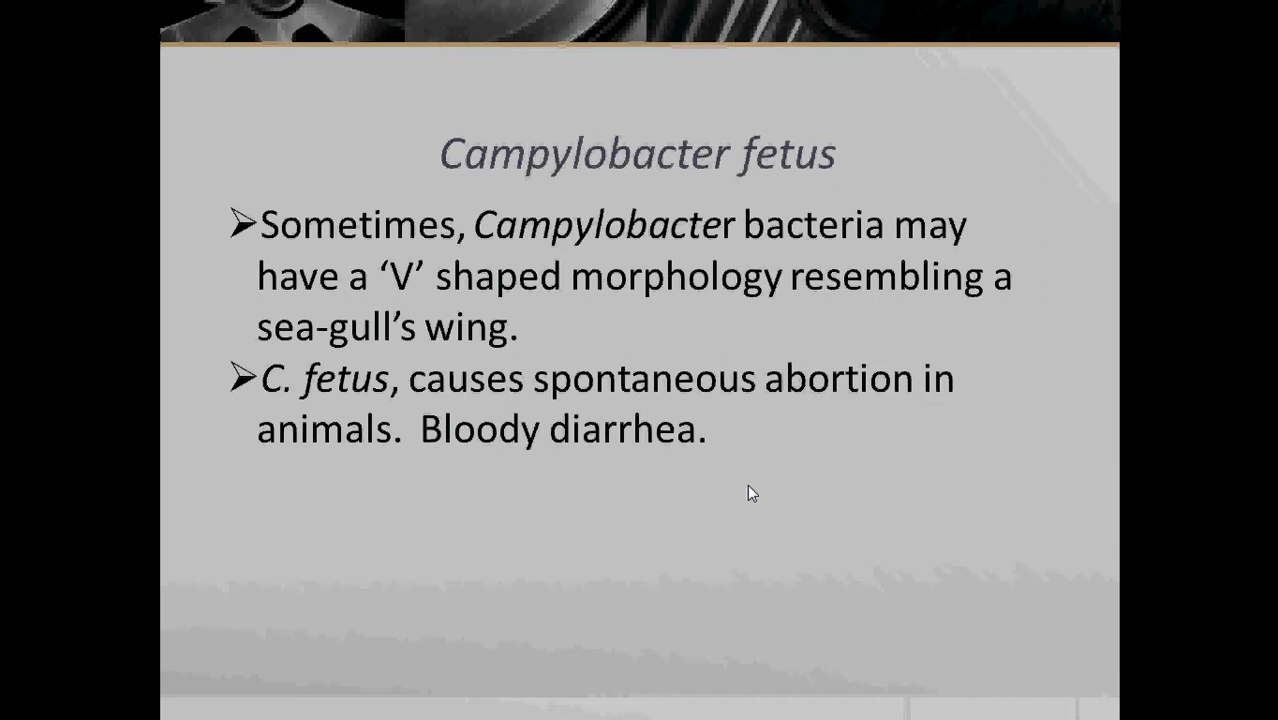 Campylobacter fetus
➢Sometimes, Campylobacter bacteria may
have a ‘V’ shaped morphology resembling a
sea-gull’s wing.
➢C. fetus, causes spontaneous abortion in
animals.  Bloody diarrhea.